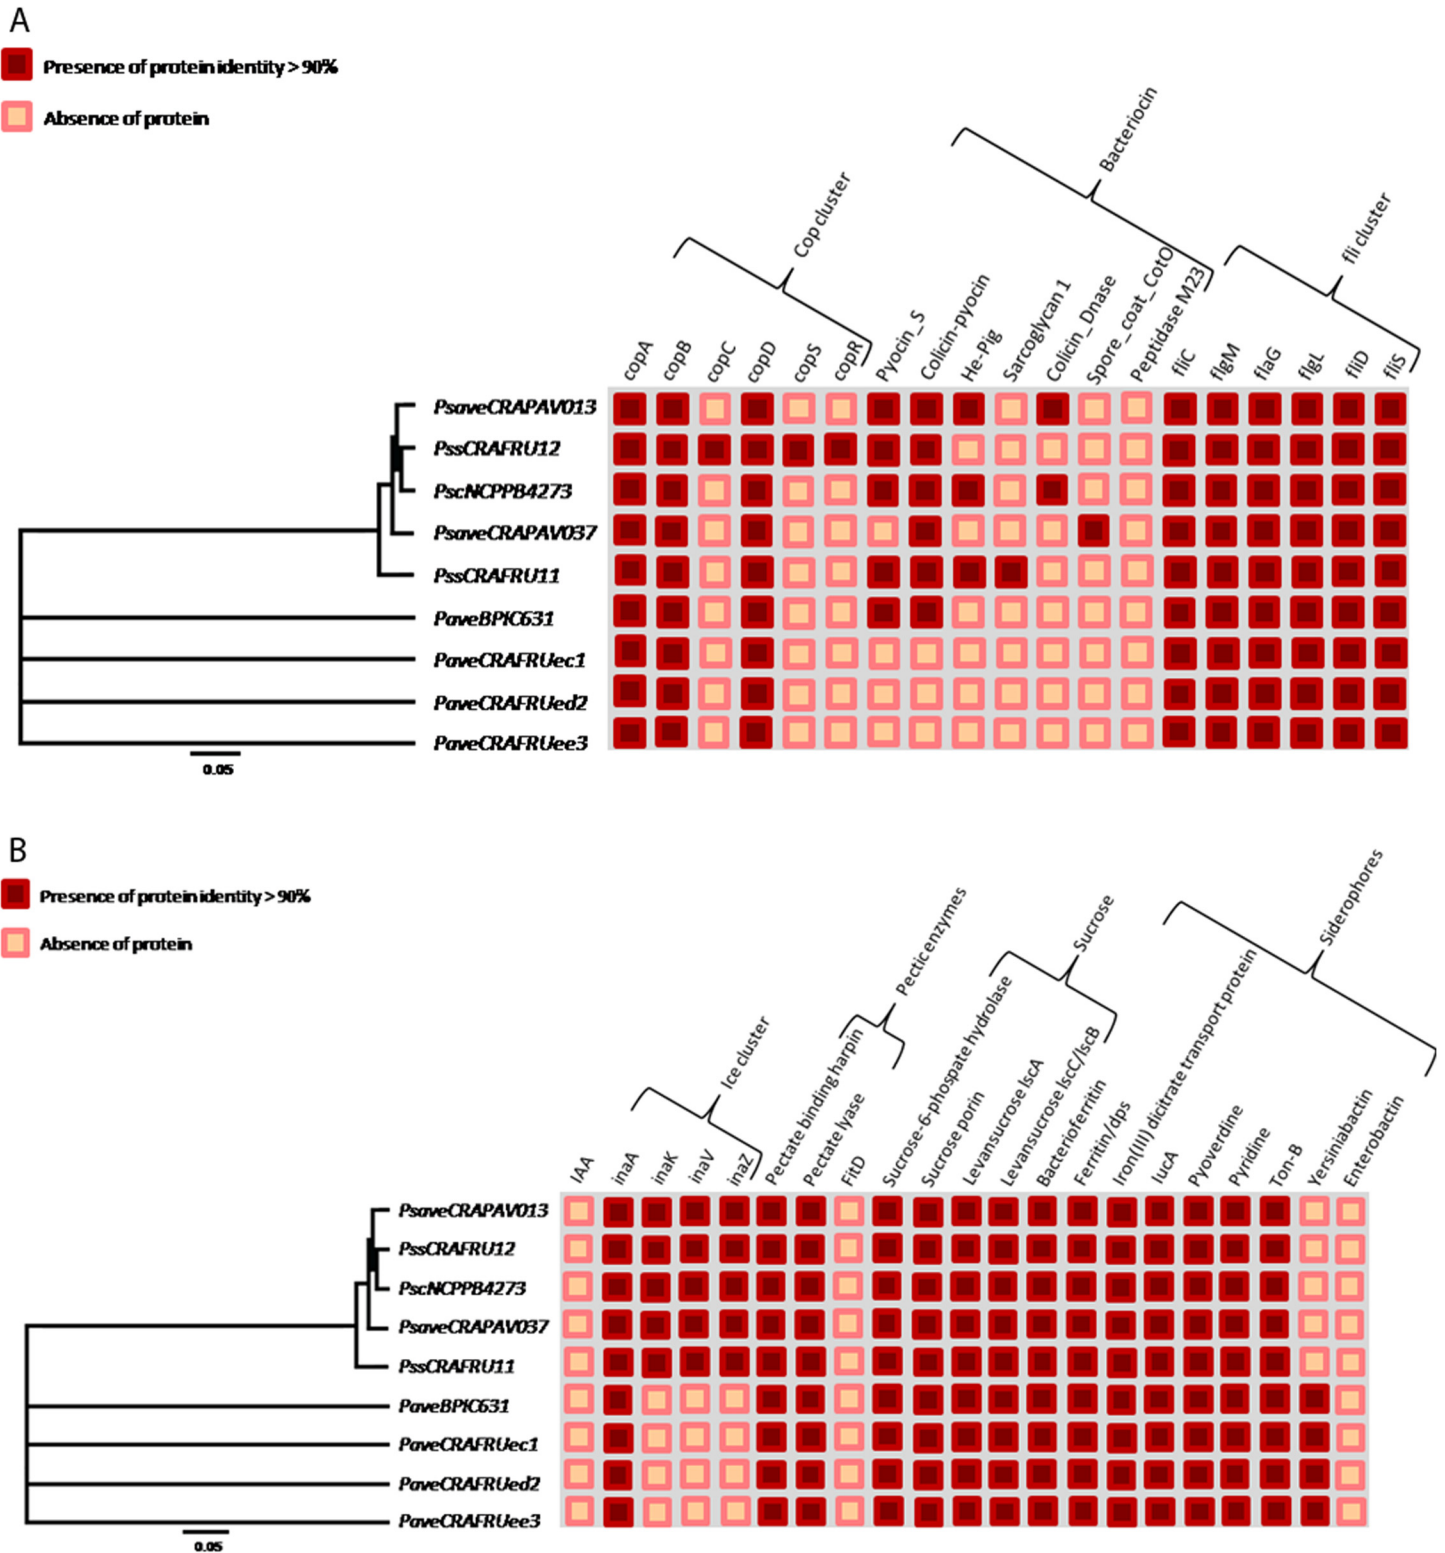 A
Presence of protein identity > 90%
Absence of protein
Cop cluster
Bacteriocin
fli cluster
copA
copB
copC
copD
copS
copR
Pyocin_S
Colicin-pyocin
He-Pig
Sarcoglycan 1
Colicin_Dnase
Spore_coat_CotO
Peptidase M23
fliC
flgM
flaG
flgL
fliD
fliS
PsaveCRAPAV013
PssCRAFRU12
PscNCPPB4273
PsaveCRAPAV037
PssCRAFRU11
PaveBPIC631
PaveCRAFRUec1
PaveCRAFRUed2
PaveCRAFRUee3
0.05
B
Presence of protein identity > 90%
Absence of protein
Ice cluster
Pectic enzymes
Sucrose
Siderophores
IAA
inaA
inaK
inaV
inaZ
Pectate binding harpin
Pectate lyase
FitD
Sucrose-6-phospate hydrolase
Sucrose porin
Levansucrose lscA
Levansucrose lscC/lscB
Bacterioferritin
Ferritin/dps
Iron(III) dicitrate transport protein
IucA
Pyoverdine
Pyridine
Ton-B
Yersiniabactin
Enterobactin
PsaveCRAPAV013
PssCRAFRU12
PscNCPPB4273
PsaveCRAPAV037
PssCRAFRU11
PaveBPIC631
PaveCRAFRUec1
PaveCRAFRUed2
PaveCRAFRUee3
0.05